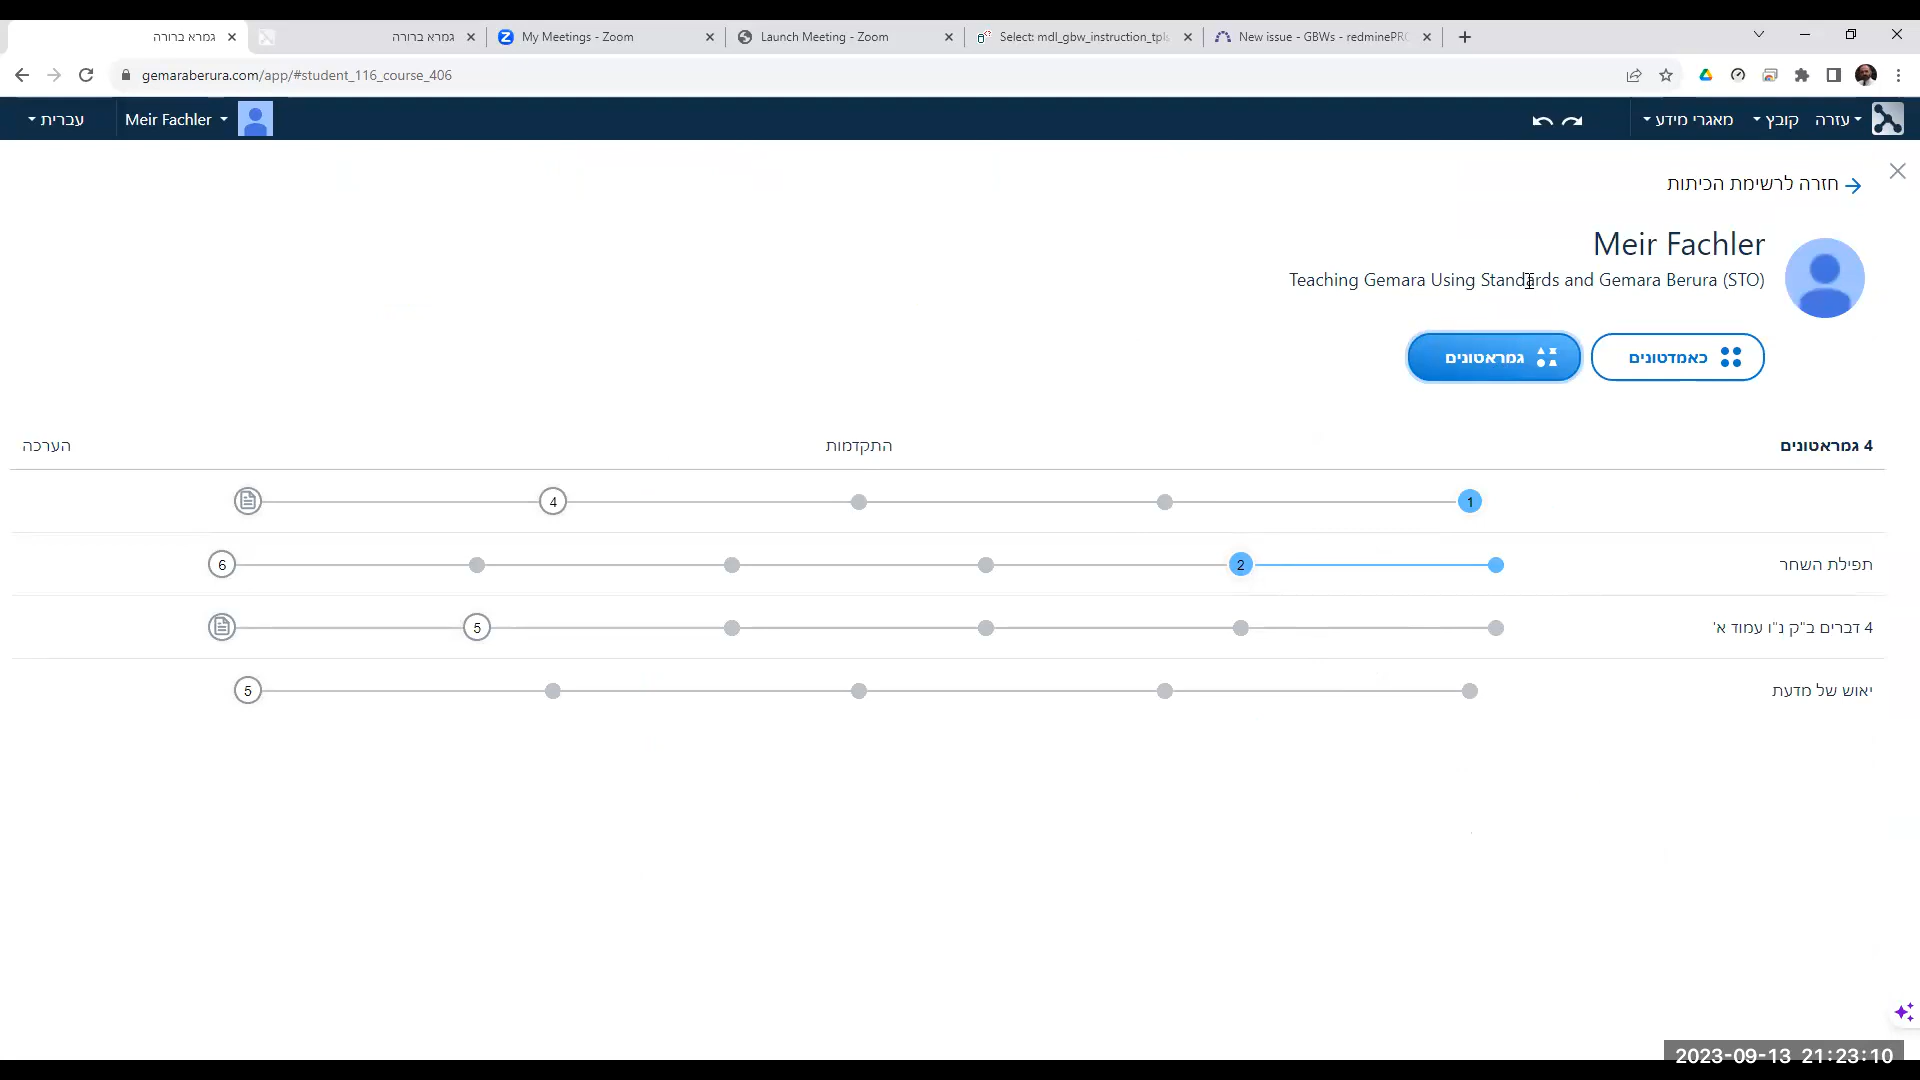 גמרא ברורה
גמרא ברורה
My Meetings - Zoom
Launch Meeting - Zoom
Select: mdl_gbw_instruction_tpls
New issue - GBWs - redminePRO
gemaraberura.com/app/#student_116_course_406
עברית
Meir Fachler
עזרה
קובץ
מאגרי מידע
חזרה לרשימת הכיתות
Meir Fachler
Teaching Gemara Using Standards and Gemara Berura (STO)
כאמדטונים
גמראטונים
4 גמראטונים
התקדמות
הערכה
1
4
תפילת השחר
2
6
4 דברים ב"ק נ"ו עמוד א'
5
יאוש של מדעת
5
2023-09-13 21:23:10